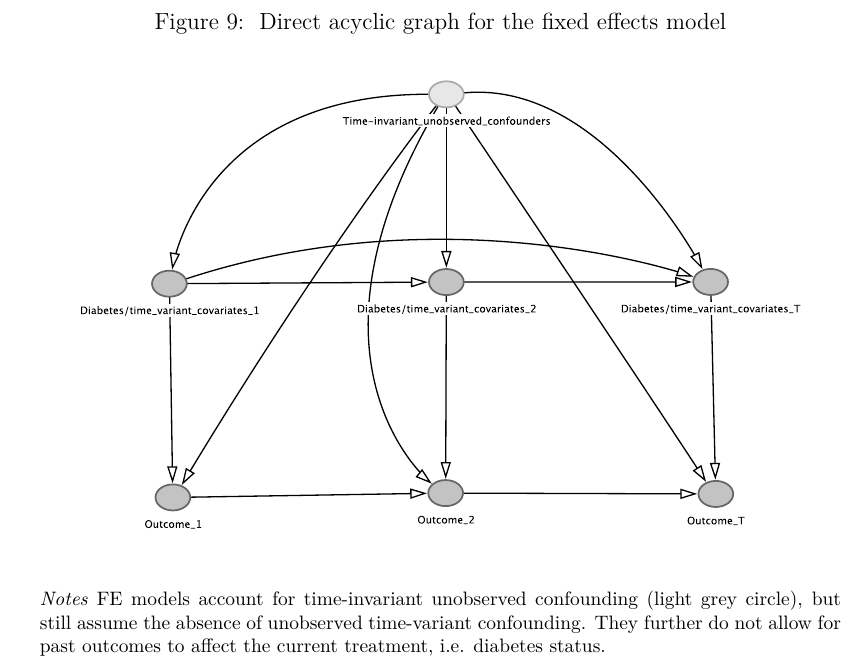 Figure 9: Direct acyclic graph for the fixed effects model
Time-invariant_unobserved_confounders
Diabetes/time_variant_covariates_1
Diabetes/time_variant_covariates_2
Diabetes/time_variant_covariates_T
Outcome_1
Outcome_2
Outcome_T
Notes FE models account for time-invariant unobserved confounding (light grey circle), but
still assume the absence of unobserved time-variant confounding. They further do not allow for
past outcomes to affect the current treatment, i.e. diabetes status.